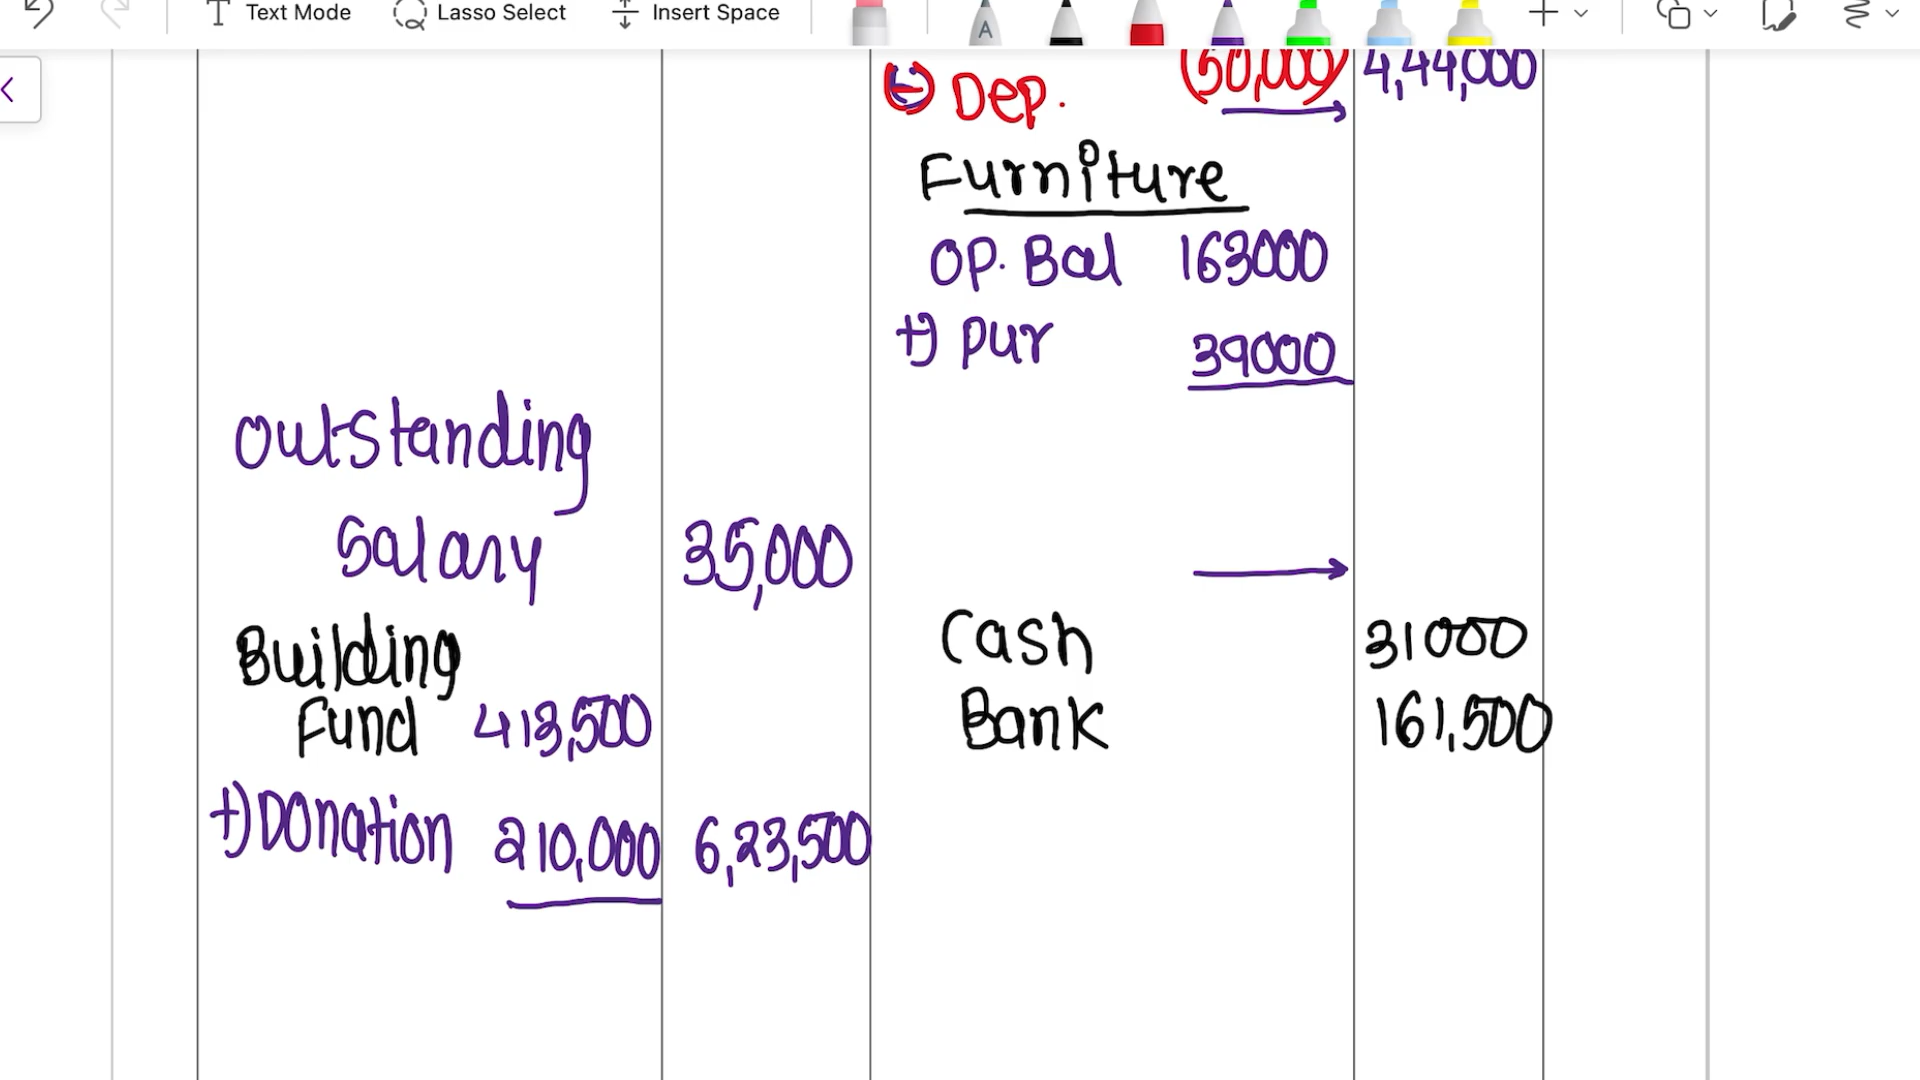 Text Mode Lasso Select Insert Space
A
(-) Dep. (50,000) 4,44,000
Furniture
OP. Bal 163000
+) Pur 39000
Outstanding
Salary 35,000
Building
Fund 413,500
+) Donation 210,000 6,23,500
Cash 31000
Bank 161,500